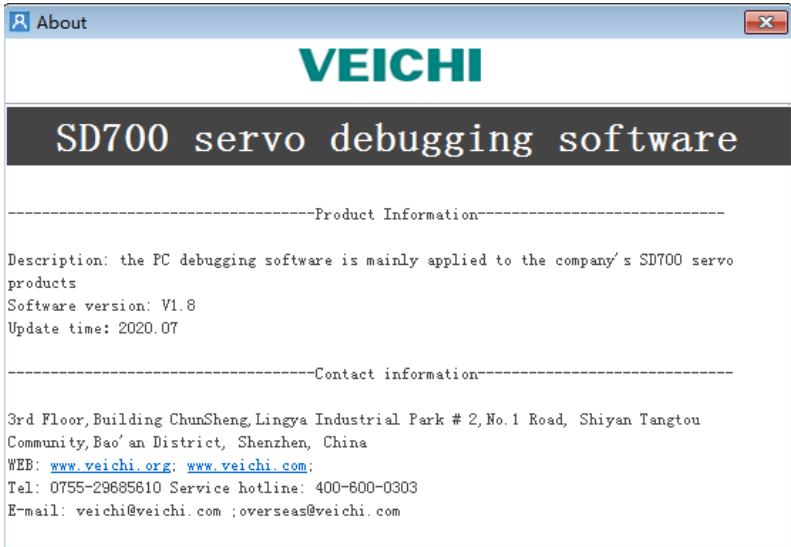 About
VEICHI
SD700 servo debugging software
------------------------------------Product Information-----------------------------
Description: the PC debugging software is mainly applied to the company's SD700 servo
products
Software version: V1.8
Update time: 2020.07
------------------------------------Contact information------------------------------
3rd Floor,Building ChunSheng,Lingya Industrial Park # 2,No.1 Road, Shiyan Tangtou
Community,Bao'an District, Shenzhen, China
WEB: www.veichi.org; www.veichi.com;
Tel: 0755-29685610 Service hotline: 400-600-0303
E-mail: veichi@veichi.com ;overseas@veichi.com